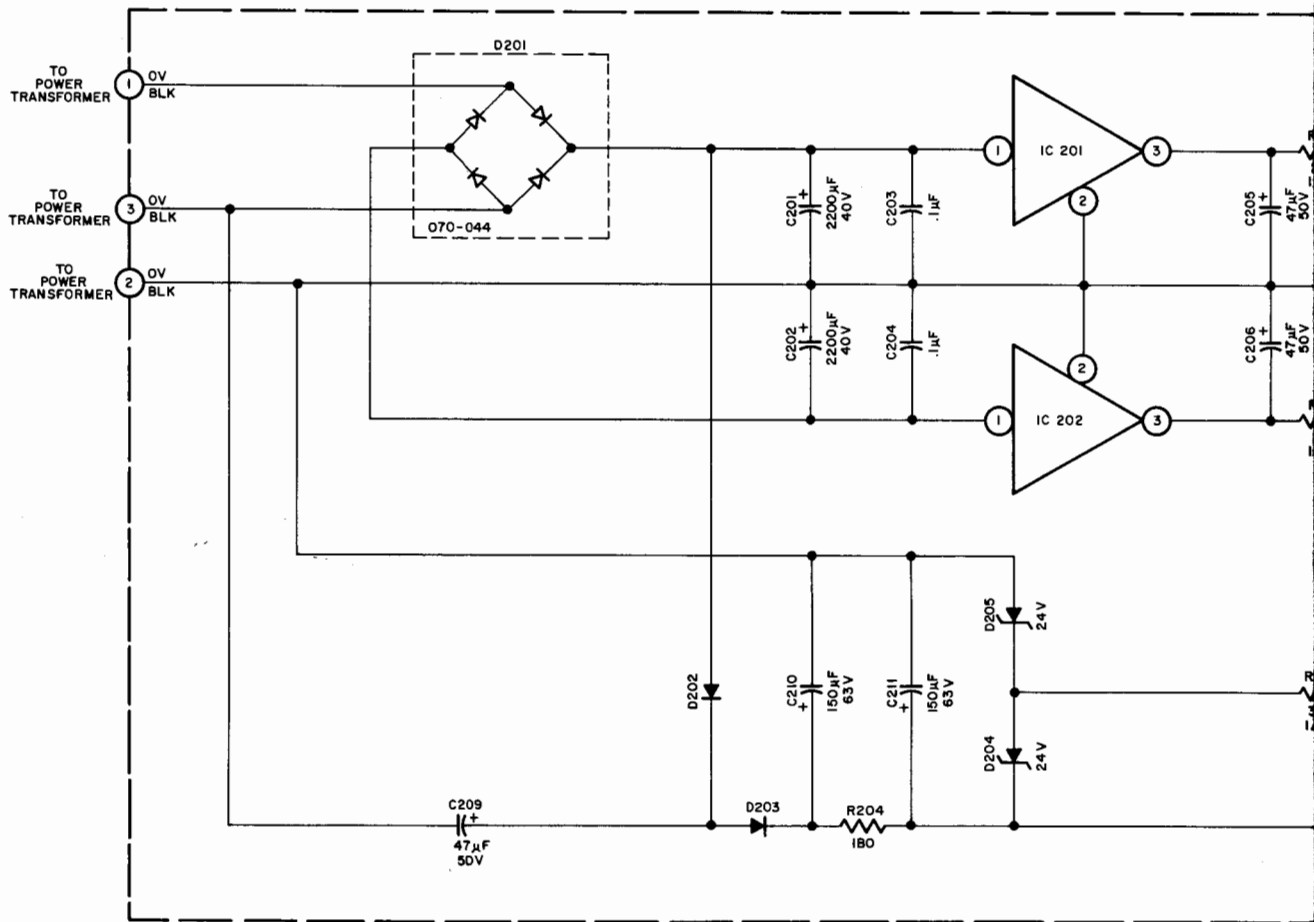 D201
TO
POWER
TRANSFORMER
1
0V
BLK
TO
POWER
TRANSFORMER
3
0V
BLK
070-044
TO
POWER
TRANSFORMER
2
0V
BLK
C201
+
2200µF
40V
C203
.1µF
1
IC 201
3
2
C205
+
47µF
50V
R
C202
+
2200µF
40V
C204
.1µF
2
1
IC 202
3
C206
+
47µF
50V
R
D205
24V
D202
C210
+
150µF
63V
C211
+
150µF
63V
R
D204
24V
C209
+
47µF
50V
D203
R204
180